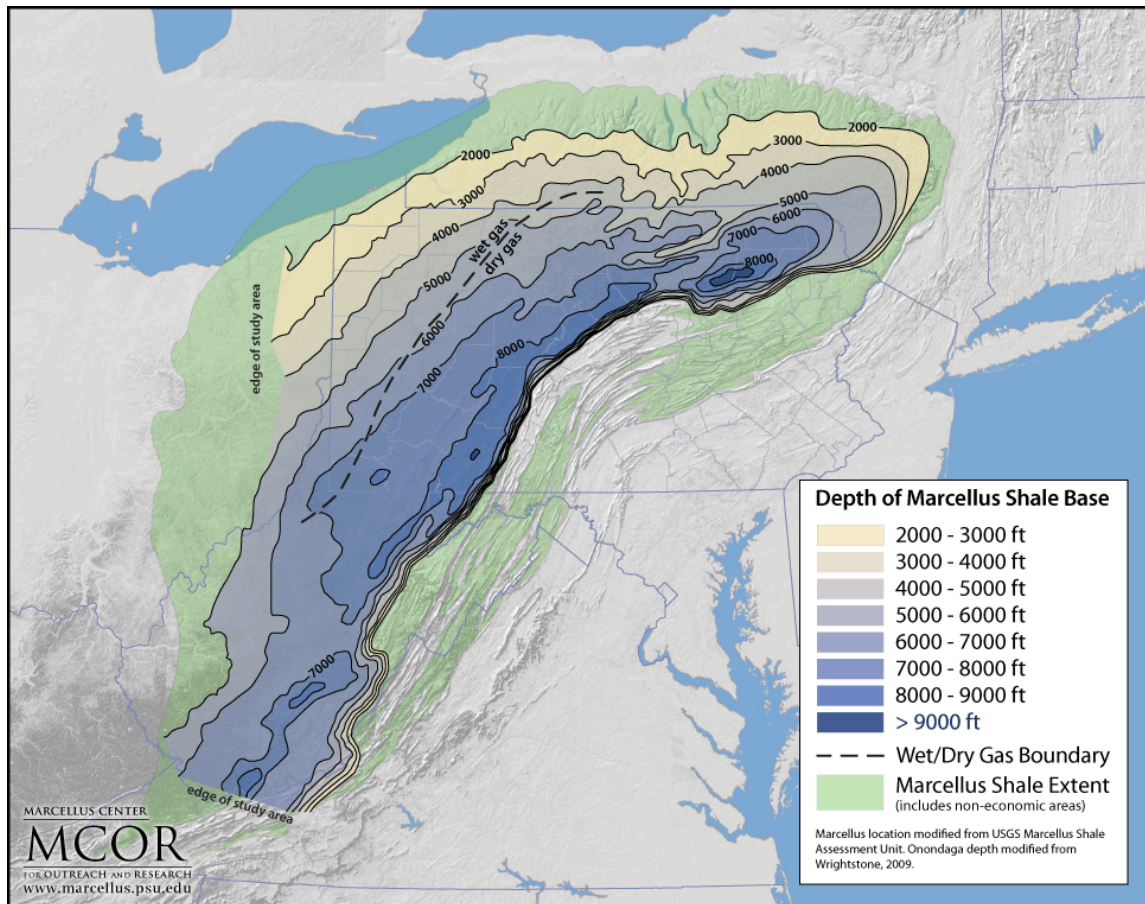 2000
3000
2000
3000
4000
4000
5000
6000
7000
8000
5000
wet gas
dry gas
6000
7000
8000
edge of study area
7000
edge of study area
Depth of Marcellus Shale Base
2000 - 3000 ft
3000 - 4000 ft
4000 - 5000 ft
5000 - 6000 ft
6000 - 7000 ft
7000 - 8000 ft
8000 - 9000 ft
> 9000 ft
Wet/Dry Gas Boundary
Marcellus Shale Extent
(includes non-economic areas)
Marcellus location modified from USGS Marcellus Shale
Assessment Unit. Onondaga depth modified from
Wrightstone, 2009.
MARCELLUS CENTER
MCOR
FOR OUTREACH AND RESEARCH
www.marcellus.psu.edu